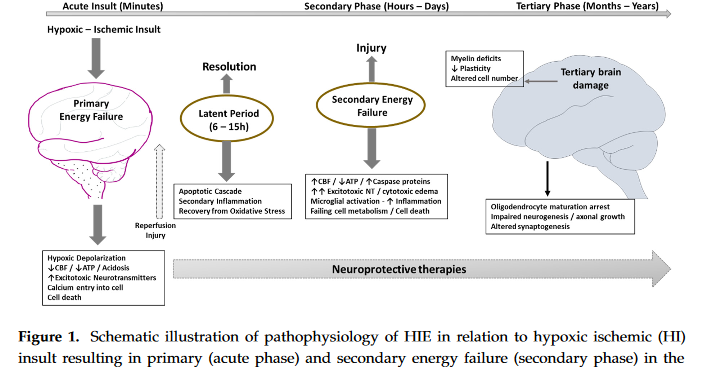 Acute Insult (Minutes)
Secondary Phase (Hours – Days)
Tertiary Phase (Months – Years)
Hypoxic – Ischemic Insult
Primary
Energy Failure
Reperfusion
Injury
Hypoxic Depolarization
↓CBF / ↓ATP / Acidosis
↑Excitotoxic Neurotransmitters
Calcium entry into cell
Cell death
Resolution
Latent Period
(6 – 15h)
Apoptotic Cascade
Secondary Inflammation
Recovery from Oxidative Stress
Injury
Secondary Energy
Failure
↑CBF / ↓ATP / ↑Caspase proteins
↑↑ Excitotoxic NT / cytotoxic edema
Microglial activation - ↑ Inflammation
Failing cell metabolism / Cell death
Myelin deficits
↓ Plasticity
Altered cell number
Tertiary brain
damage
Oligodendrocyte maturation arrest
Impaired neurogenesis / axonal growth
Altered synaptogenesis
Neuroprotective therapies
Figure 1. Schematic illustration of pathophysiology of HIE in relation to hypoxic ischemic (HI)
insult resulting in primary (acute phase) and secondary energy failure (secondary phase) in the